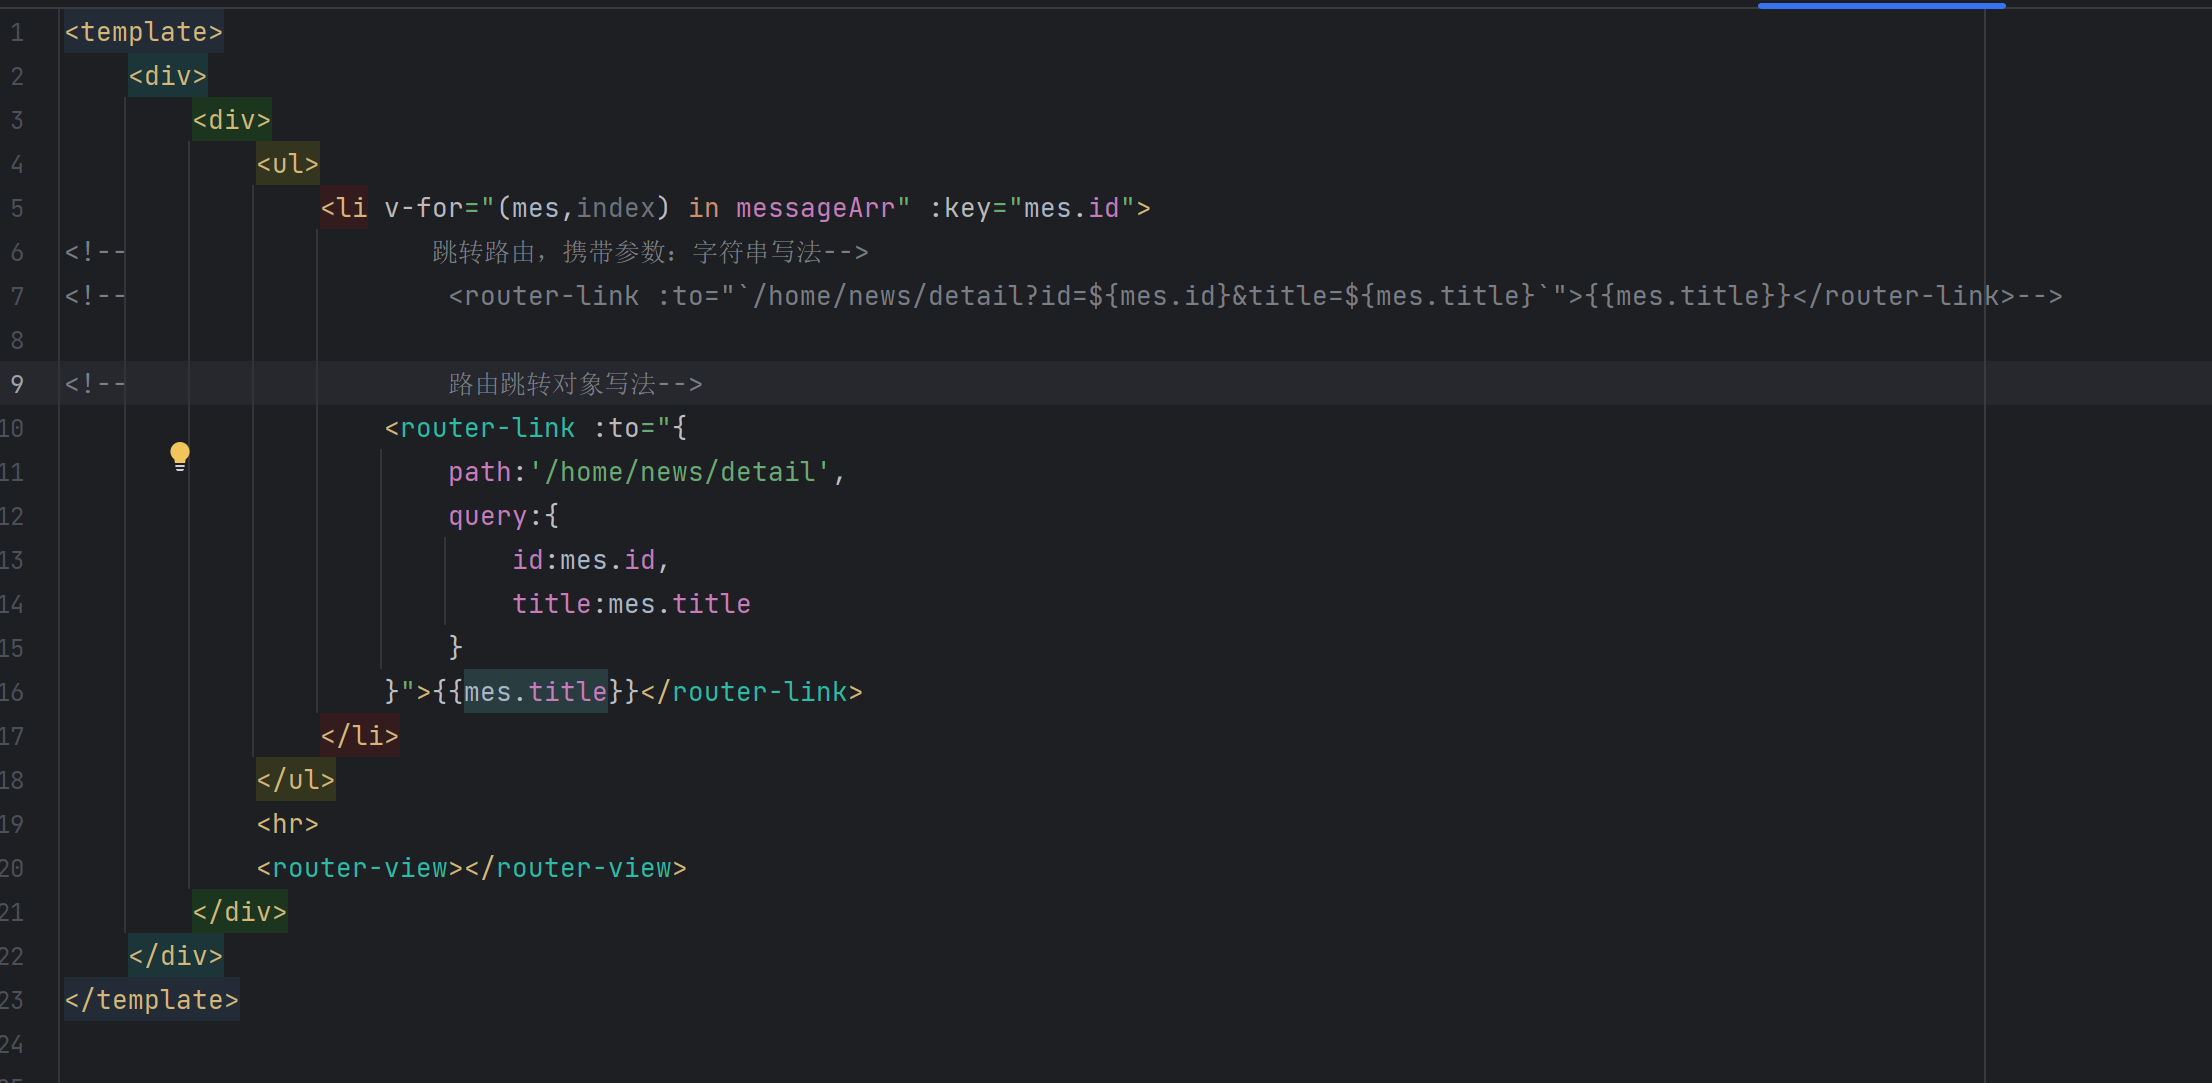 1 <template>
2     <div>
3         <div>
4             <ul>
5                 <li v-for="(mes,index) in messageArr" :key="mes.id">
6 <!--                   跳转路由，携带参数：字符串写法-->
7 <!--                    <router-link :to="`/home/news/detail?id=${mes.id}&title=${mes.title}`">{{mes.title}}</router-link>-->
8
9 <!--                    路由跳转对象写法-->
10                     <router-link :to="{
11                         path:'/home/news/detail',
12                         query:{
13                             id:mes.id,
14                             title:mes.title
15                         }
16                     }">{{mes.title}}</router-link>
17                 </li>
18             </ul>
19             <hr>
20             <router-view></router-view>
21         </div>
22     </div>
23 </template>
24